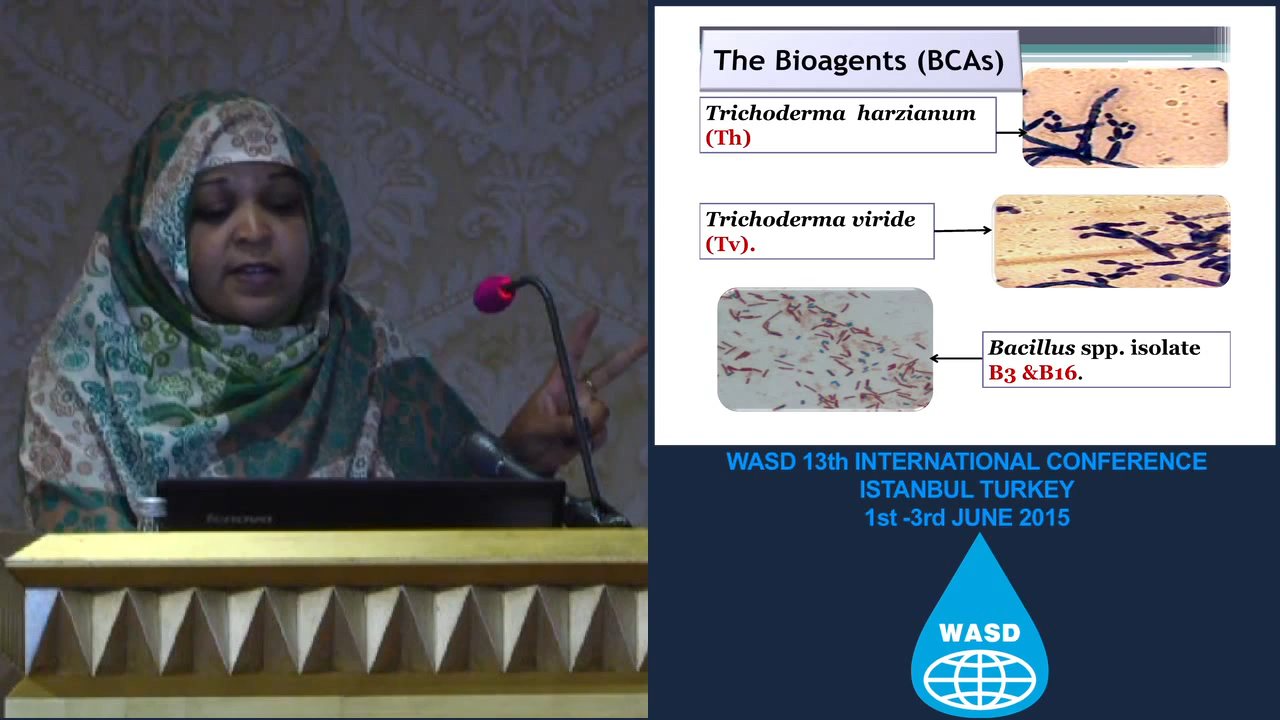 The Bioagents (BCAs)
Trichoderma harzianum
(Th)
Trichoderma viride
(Tv).
Bacillus spp. isolate
B3 &B16.
lenovo
WASD 13th INTERNATIONAL CONFERENCE
ISTANBUL TURKEY
1st -3rd JUNE 2015
WASD